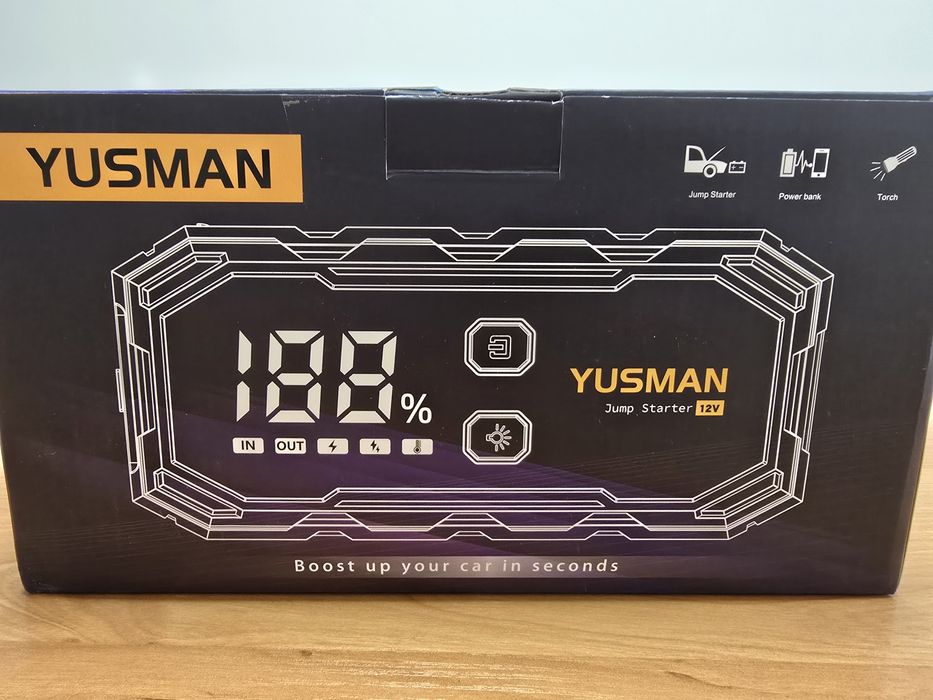 YUSMAN
Jump Starter
Power bank
Torch
188%
IN
OUT
YUSMAN
Jump Starter 12V
Boost up your car in seconds